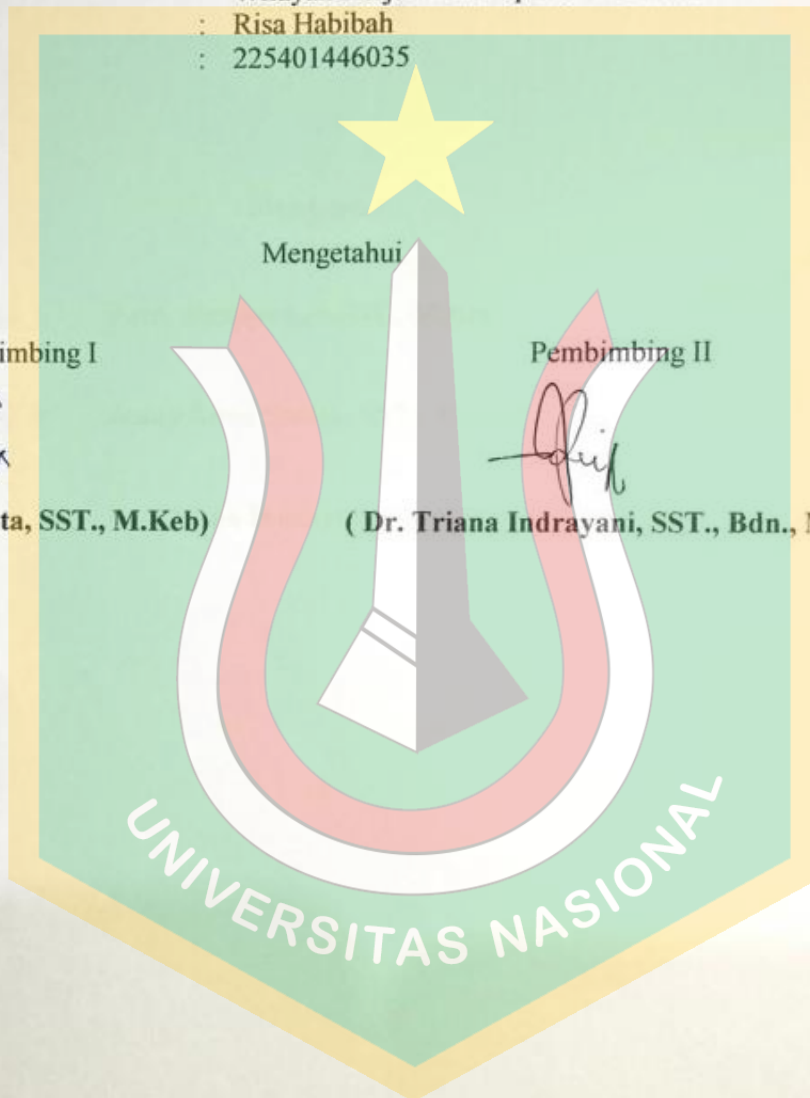 : Risa Habibah
: 225401446035
Mengetahui
imbing I
Pembimbing II
ta, SST., M.Keb)
( Dr. Triana Indrayani, SST., Bdn.,
UNIVERSITAS NASIONAL